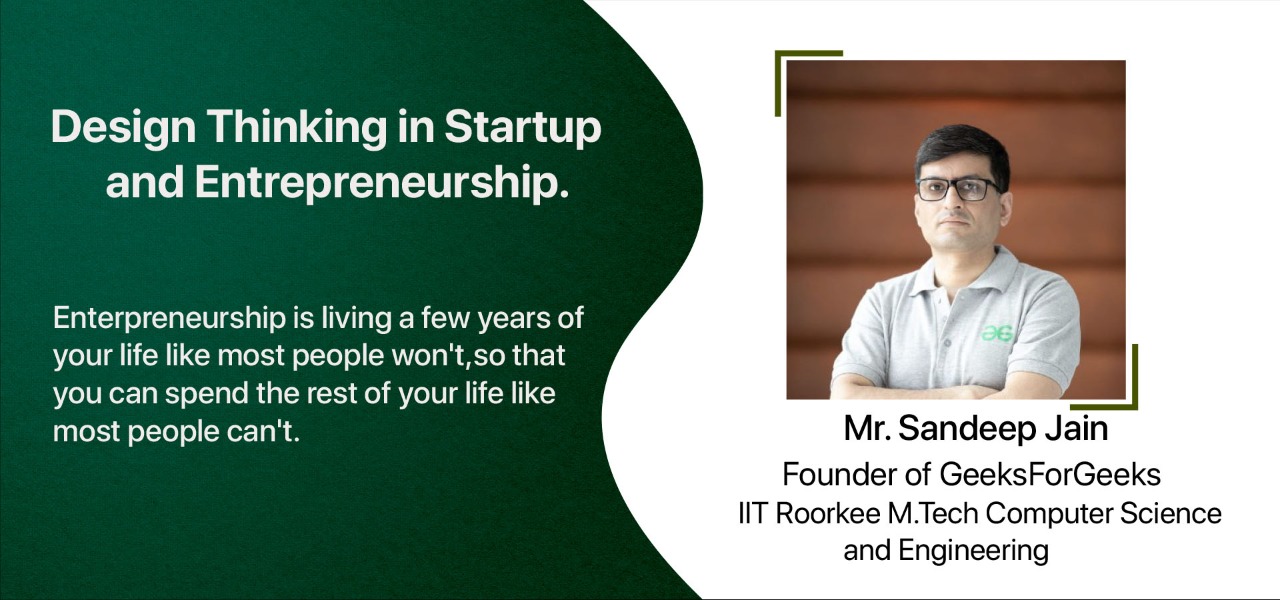 Design Thinking in Startup
and Entrepreneurship.
Enterpreneurship is living a few years of
your life like most people won't,so that
you can spend the rest of your life like
most people can't.
Mr. Sandeep Jain
Founder of GeeksForGeeks
IIT Roorkee M.Tech Computer Science
and Engineering